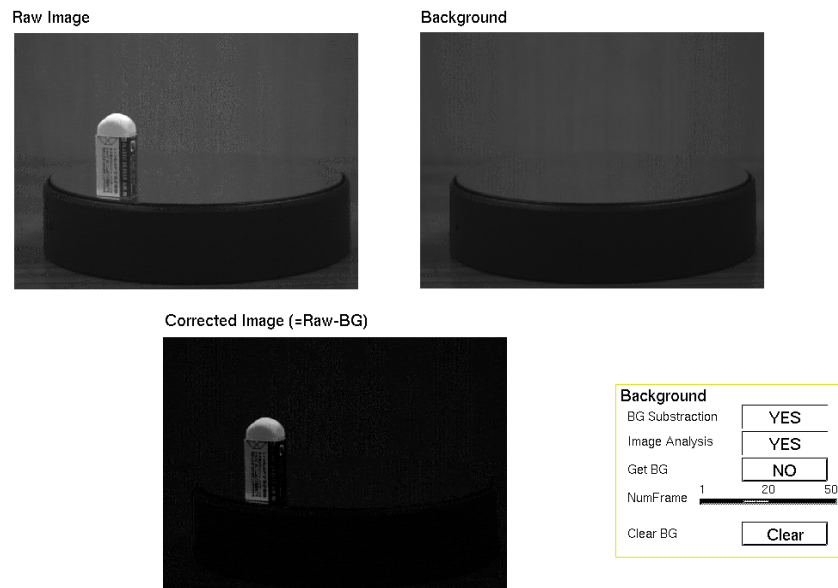 Raw Image
Background
Corrected Image (=Raw-BG)
Background
BG Substraction YES
Image Analysis YES
Get BG NO
NumFrame 1 20 50
Clear BG Clear